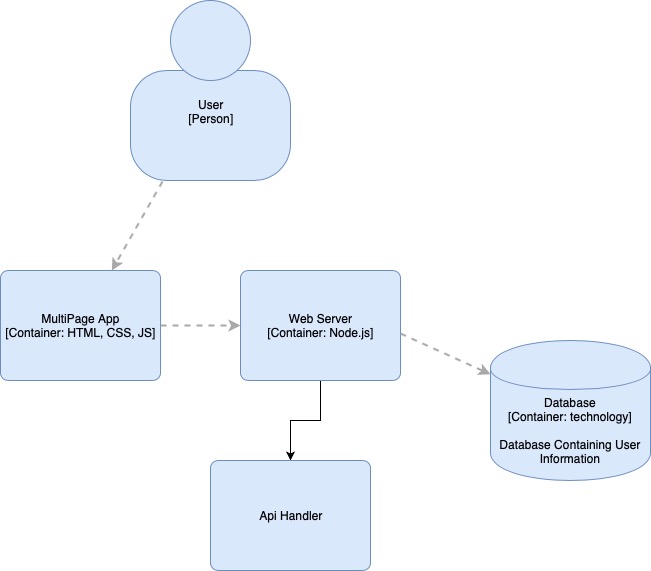 User
[Person]
MultiPage App
[Container: HTML, CSS, JS]
Web Server
[Container: Node.js]
Database
[Container: technology]
Database Containing User
Information
Api Handler